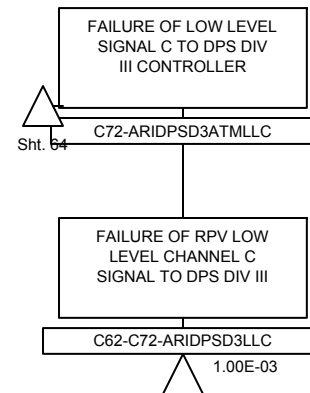 FAILURE OF LOW LEVEL
SIGNAL C TO DPS DIV
III CONTROLLER
C72-ARIDPSD3ATMLLC
Sht. 64
FAILURE OF RPV LOW
LEVEL CHANNEL C
SIGNAL TO DPS DIV III
C62-C72-ARIDPSD3LLC
1.00E-03